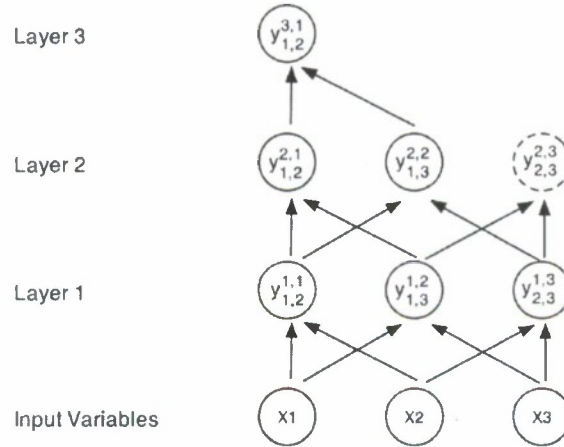 Layer 3 y 3,1 1,2
Layer 2 y 2,1 1,2 y 2,2 1,3 y 2,3 2,3
Layer 1 y 1,1 1,2 y 1,2 1,3 y 1,3 2,3
Input Variables X1 X2 X3